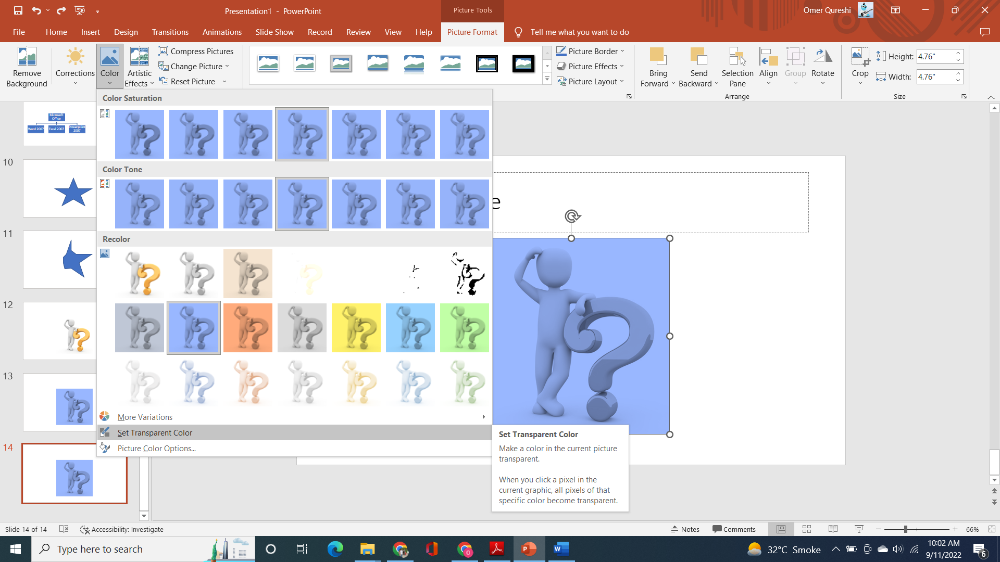 Presentation1 - PowerPoint
Picture Tools
Omer Qureshi
File
Home
Insert
Design
Transitions
Animations
Slide Show
Record
Review
View
Help
Picture Format
Tell me what you want to do
Remove
Background
Corrections
Color
Artistic
Effects
Compress Pictures
Change Picture
Reset Picture
Picture Border
Picture Effects
Picture Layout
Bring
Forward
Send
Backward
Selection
Pane
Align
Group
Rotate
Arrange
Crop
Height: 4.76"
Width: 4.76"
Size
Color Saturation
Color Tone
Recolor
More Variations
Set Transparent Color
Picture Color Options...
Set Transparent Color
Make a color in the current picture
transparent.
When you click a pixel in the
current graphic, all pixels of that
specific color become transparent.
Microsoft
Office
Word 2007
Excel 2007
Powerpoint
2007
10
11
12
13
14
e
Slide 14 of 14
Accessibility: Investigate
Notes
Comments
66%
Type here to search
32°C Smoke
10:02 AM
9/11/2022
6